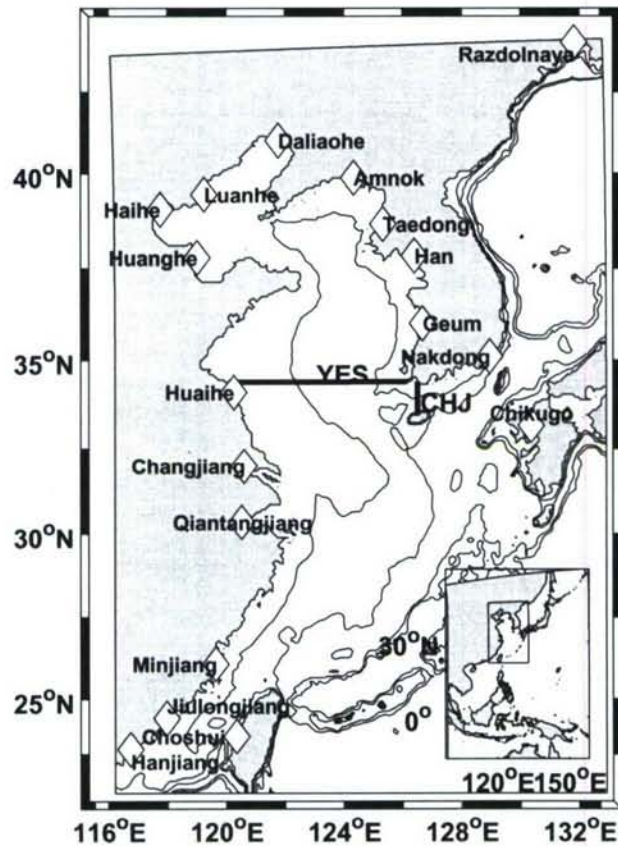 Razdolnaya
Daliaohe
40°N
Amnok
Luanhe
Haihe
Taedong
Huanghe
Han
Geum
35°N
Nakdong
YES
Huaihe
CHJ
Chikugo
Changjiang
30°N
Qiantangjiang
Minjiang
30°N
25°N
Jiulongjiang
0°
Choshui
Hanjiang
120°E 150°E
116°E 120°E 124°E 128°E 132°E